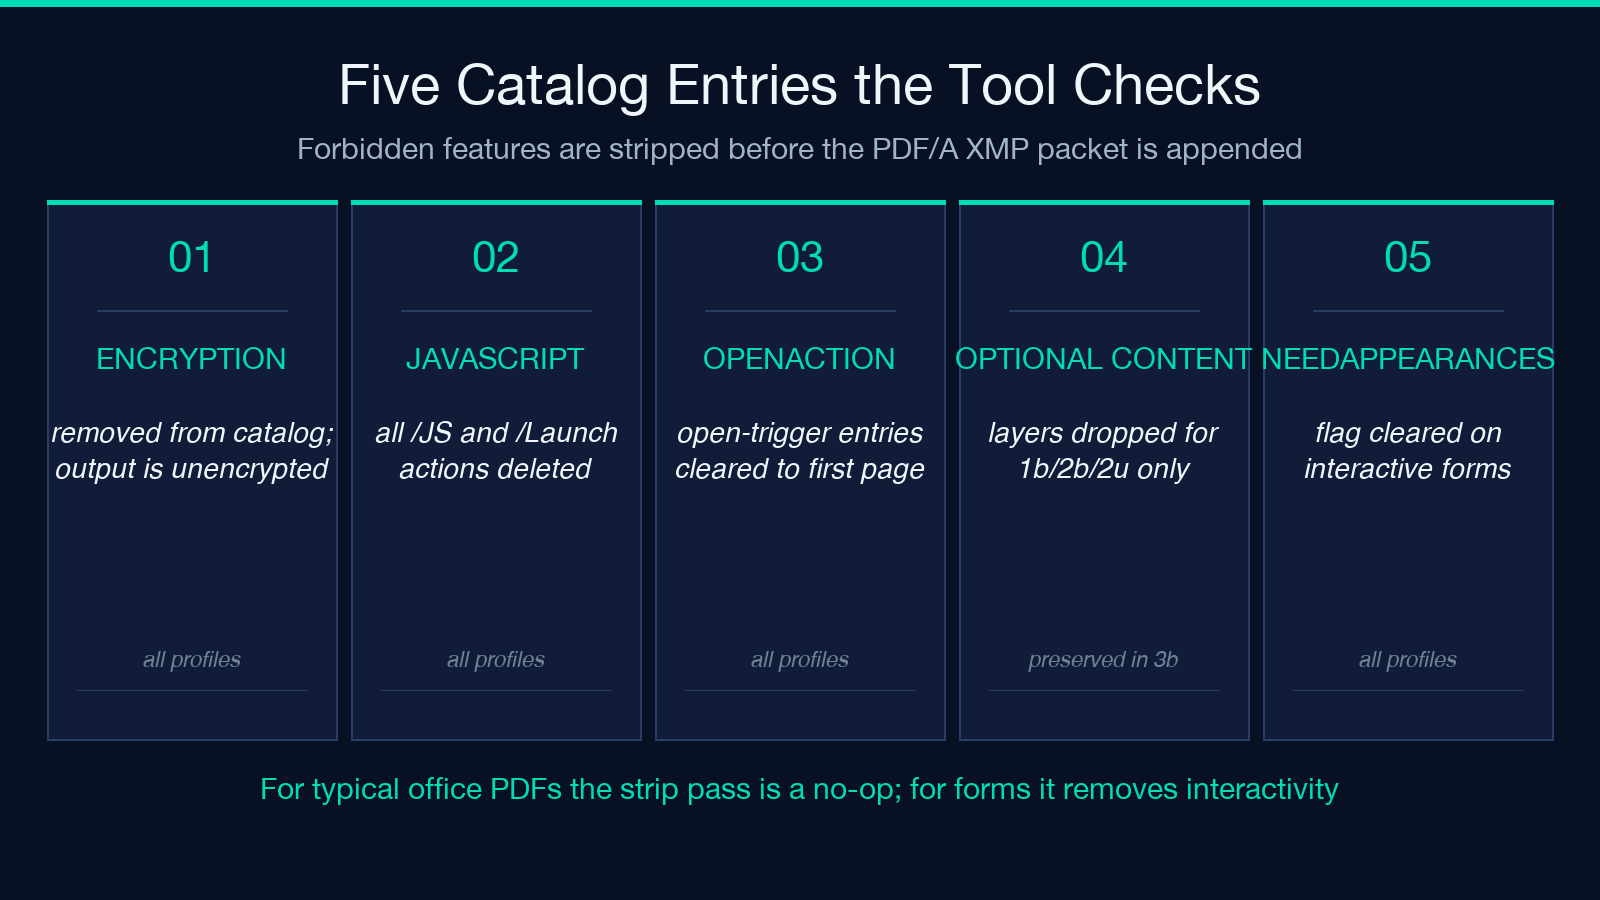 Five Catalog Entries the Tool Checks
Forbidden features are stripped before the PDF/A XMP packet is appended
01
ENCRYPTION
removed from catalog;
output is unencrypted
all profiles
02
JAVASCRIPT
all /JS and /Launch
actions deleted
all profiles
03
OPENACTION
open-trigger entries
cleared to first page
all profiles
04
OPTIONAL CONTENT
layers dropped for
1b/2b/2u only
preserved in 3b
05
NEEDAPPEARANCES
flag cleared on
interactive forms
all profiles
For typical office PDFs the strip pass is a no-op; for forms it removes interactivity